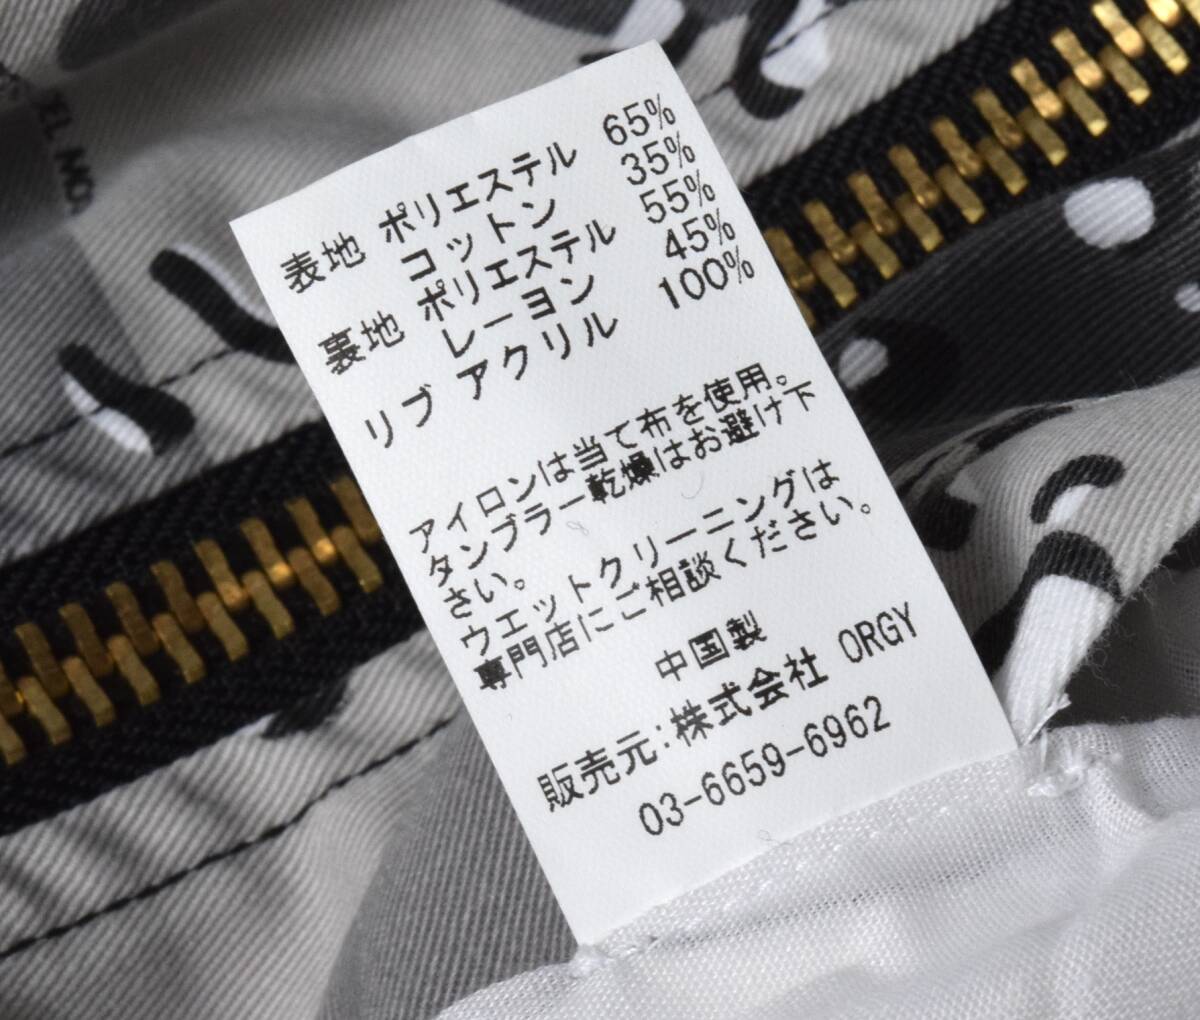 EL MO.
表地 ポリエステル 65%
コットン 35%
裏地 ポリエステル 55%
レーヨン 45%
リブ アクリル 100%
アイロンは当て布を使用。
タンブラー乾燥はお避け下
さい。
ウエットクリーニングは
専門店にご相談ください。
中国製
販売元:株式会社 ORGY
03-6659-6962